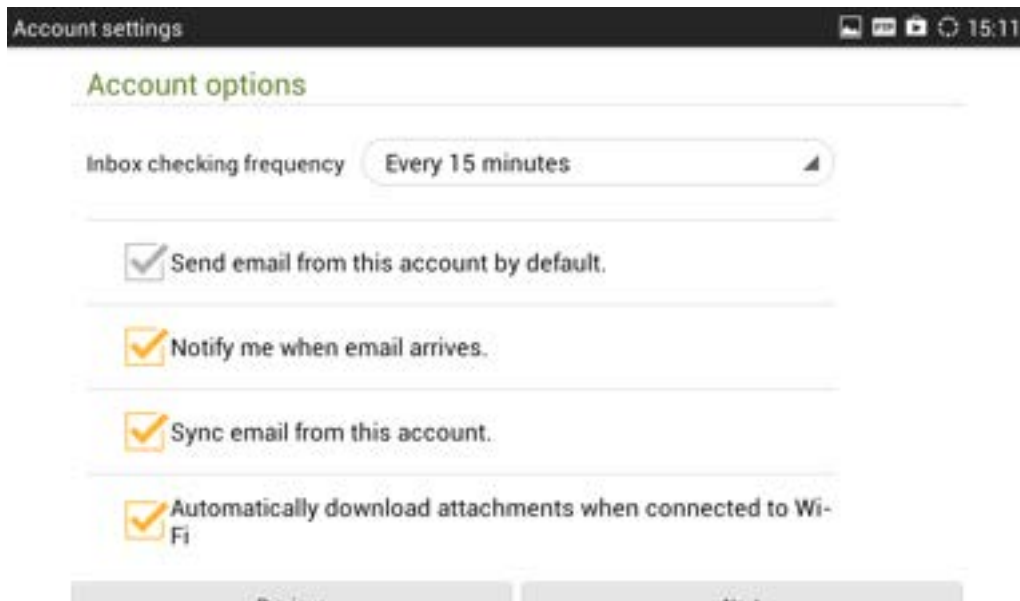 Account settings
15:11
Account options
Inbox checking frequency
Every 15 minutes
Send email from this account by default.
Notify me when email arrives.
Sync email from this account.
Automatically download attachments when connected to Wi-
Fi